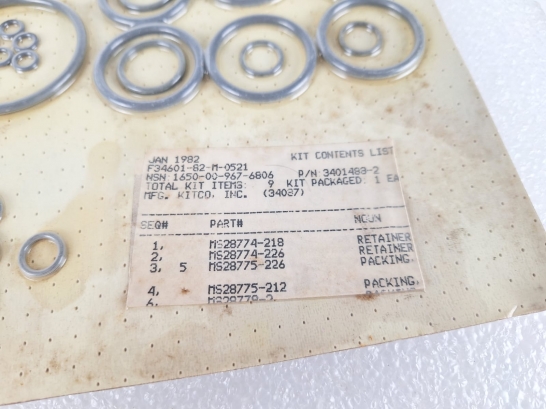 JAN 1982 KIT CONTENTS LIST
F34601-82-M-0521
NSN 1650-00-967-6806 P/N 3401483-2
TOTAL KIT ITEMS: 9 KIT PACKAGED: 1 EA
MFG. KITCO, INC. (34087)
SEQ# PART# NOUN
1, MS28774-218 RETAINER
2, MS28774-226 RETAINER
3, 5 MS28775-226 PACKING,
4, MS28775-212 PACKING,
6,